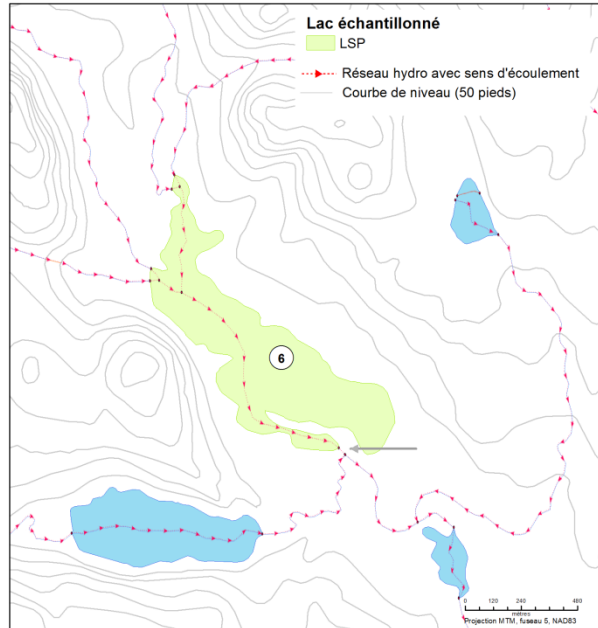 Lac échantillonné
LSP
Réseau hydro avec sens d'écoulement
Courbe de niveau (50 pieds)
6
0 120 240 480
mètres
Projection MTM, fuseau 5, NAD83